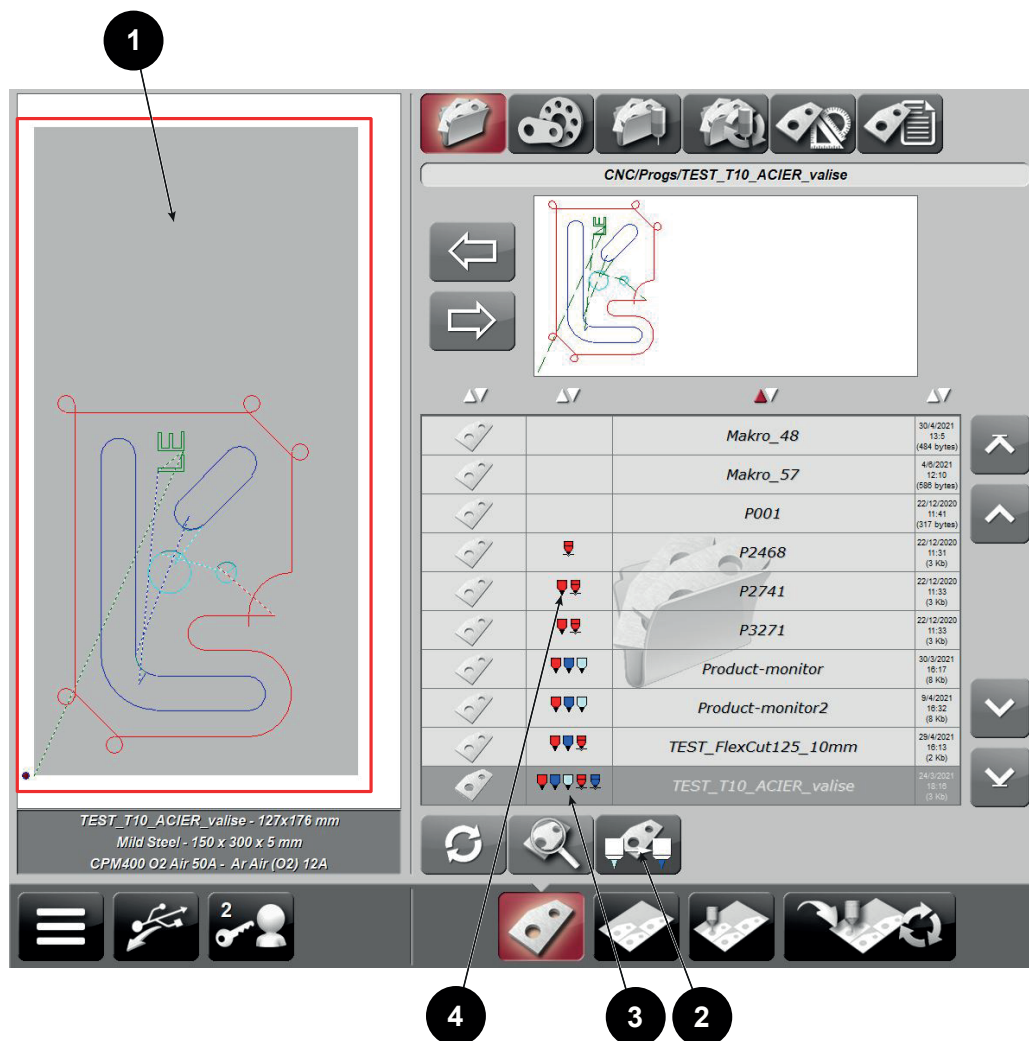 1
CNC/Progs/TEST_T10_ACIER_valise
LE
LE
Makro_48
30/4/2021
13:5
(484 bytes)
Makro_57
4/6/2021
12:10
(586 bytes)
P001
22/12/2020
11:41
(317 bytes)
P2468
22/12/2020
11:31
(3 Kb)
P2741
22/12/2020
11:33
(3 Kb)
P3271
22/12/2020
11:33
(3 Kb)
Product-monitor
30/3/2021
16:17
(8 Kb)
Product-monitor2
9/4/2021
16:32
(8 Kb)
TEST_FlexCut125_10mm
29/4/2021
16:13
(2 Kb)
TEST_T10_ACIER_valise
24/3/2021
18:16
(3 Kb)
TEST_T10_ACIER_valise - 127x176 mm
Mild Steel - 150 x 300 x 5 mm
CPM400 O2 Air 50A - Ar Air (O2) 12A
2
4
3
2